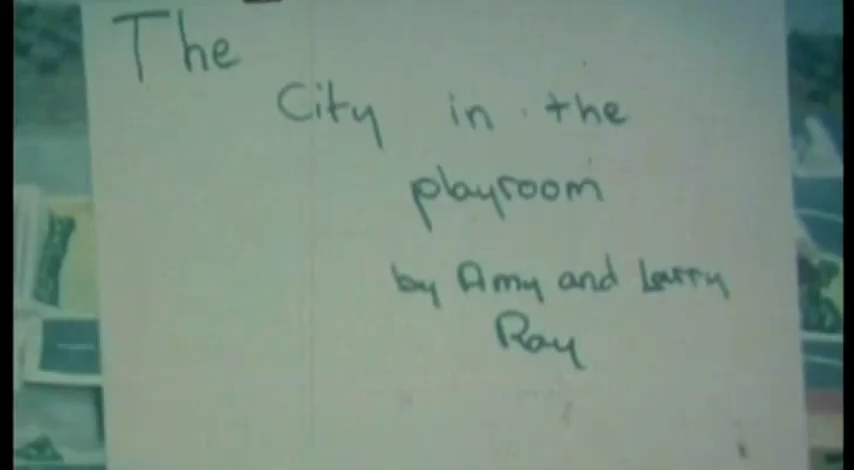 The
City in the
playroom
by Amy and Larry
Ray